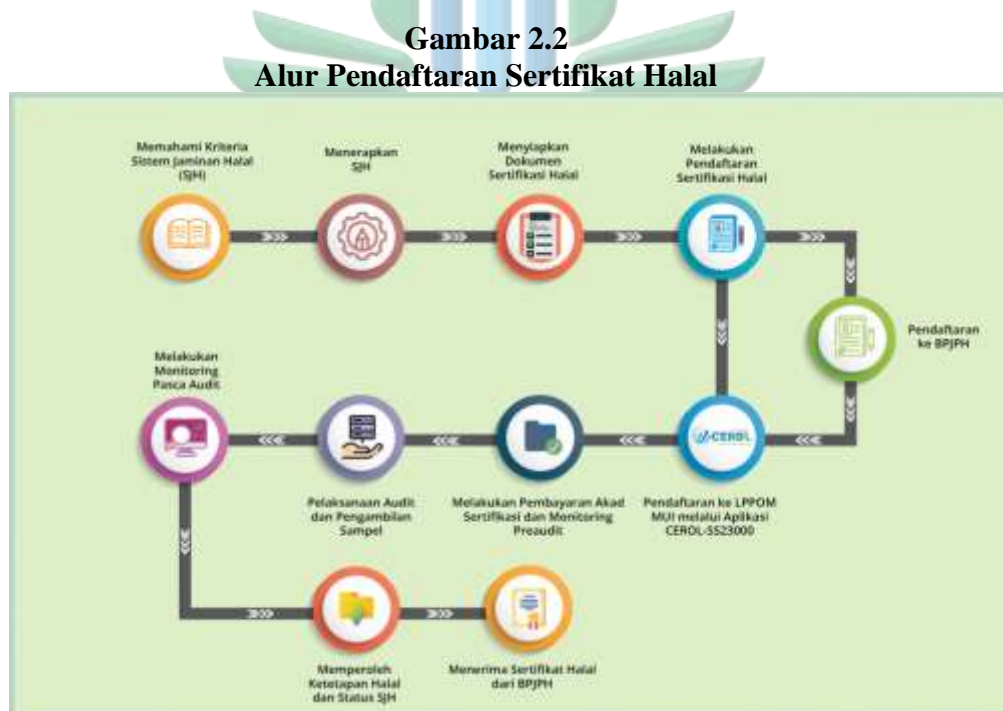 Gambar 2.2
Alur Pendaftaran Sertifikat Halal
Memahami Kriteria
Sistem Jaminan Halal
(SJH)
Menerapkan
SJH
Menyiapkan
Dokumen
Sertifikasi Halal
Melakukan
Pendaftaran
Sertifikasi Halal
Pendaftaran
ke BPJPH
CEROL
Pendaftaran ke LPPOM
MUI melalui Aplikasi
CEROL-SS23000
Melakukan Pembayaran Akad
Sertifikasi dan Monitoring
Preaudit
Pelaksanaan Audit
dan Pengambilan
Sampel
Melakukan
Monitoring
Pasca Audit
Memperoleh
Ketetapan Halal
dan Status SJH
Menerima Sertifikat Halal
dari BPJPH